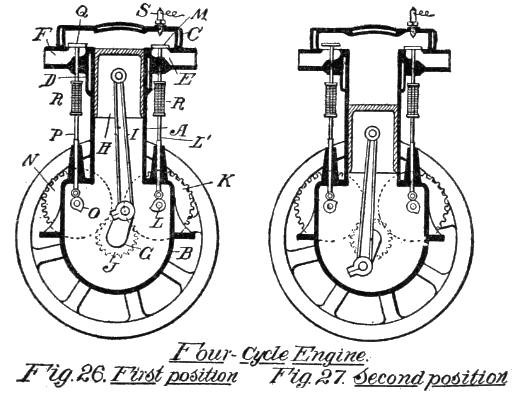 S
Q
M
F
C
D
E
R
R
P
A
H
I
L'
N
K
O
L
G
B
J
Four-Cycle Engine.
Fig. 26. First position
Fig. 27. Second position